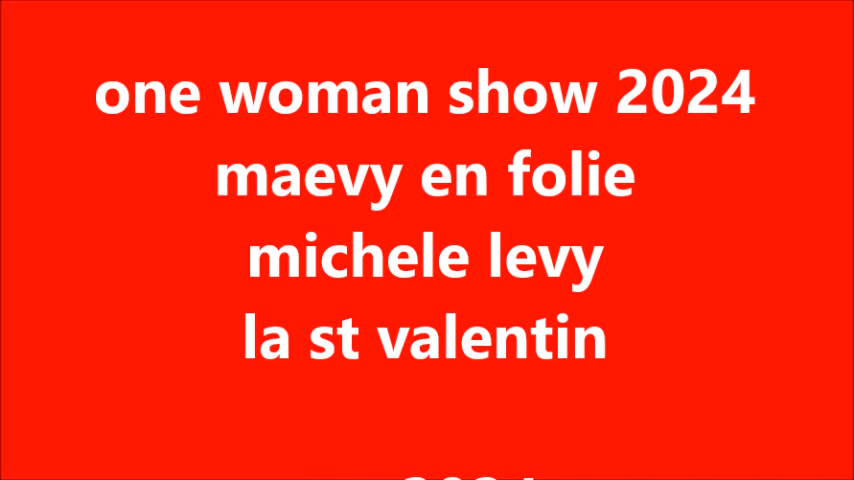 one woman show 2024
maevy en folie
michele levy
la st valentin